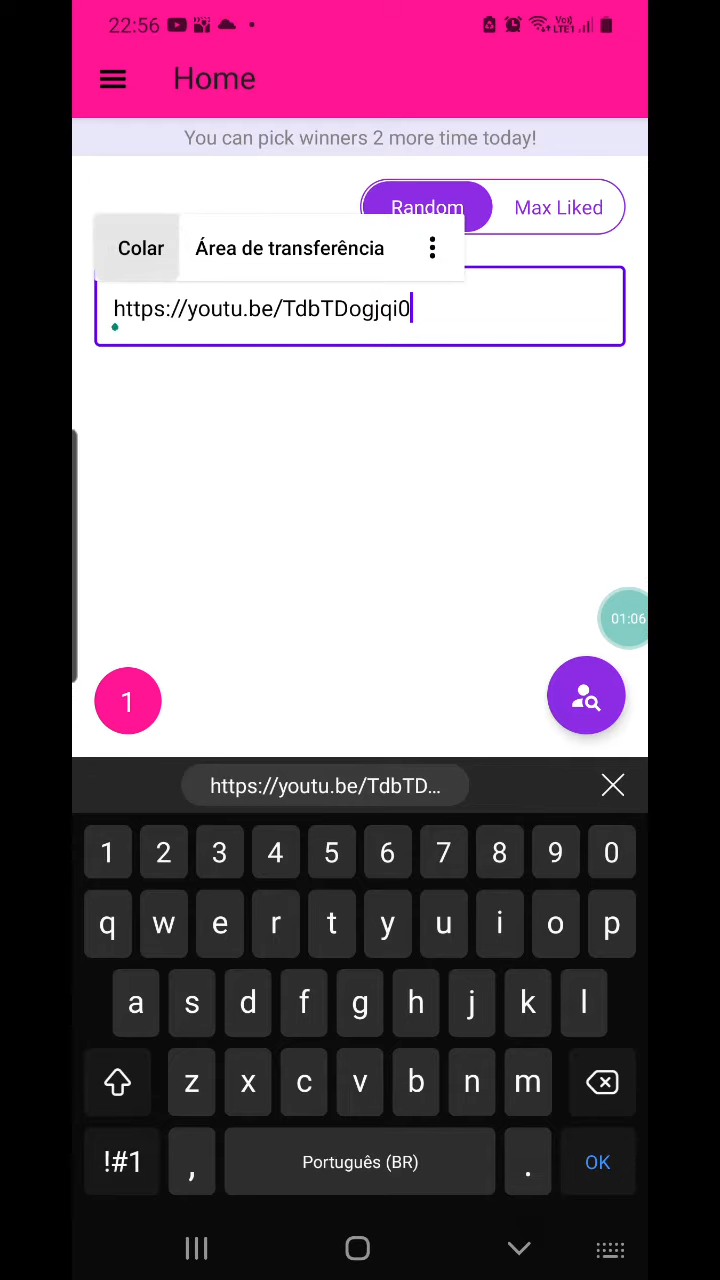 22:56
Vo) LTE1
Home
You can pick winners 2 more time today!
Random Max Liked
Colar Área de transferência
https://youtu.be/TdbTDogjqi0
01:06
1
https://youtu.be/TdbTD...
1 2 3 4 5 6 7 8 9 0
q w e r t y u i o p
a s d f g h j k l
z x c v b n m
!#1 , Português (BR) . OK